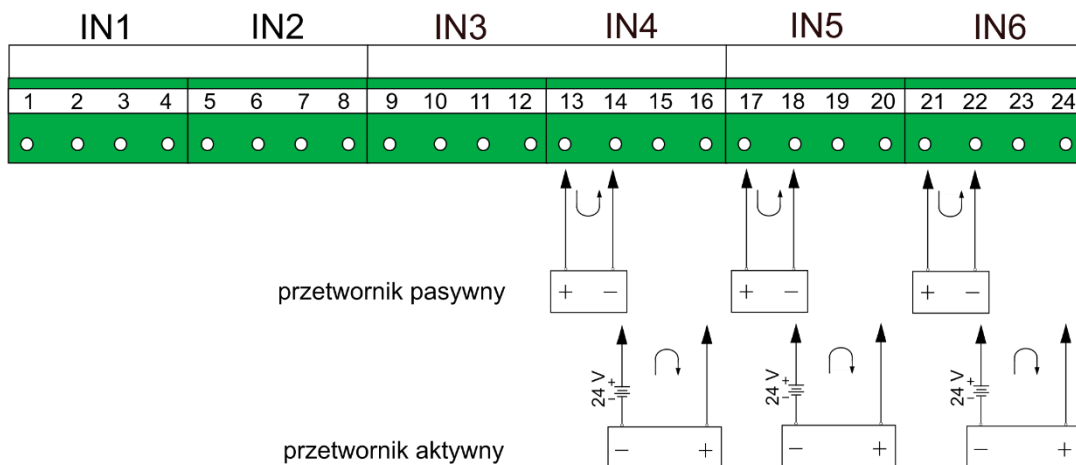 IN1 IN2 IN3 IN4 IN5 IN6
1 2 3 4 5 6 7 8 9 10 11 12 13 14 15 16 17 18 19 20 21 22 23 24
przetwornik pasywny + − + − + −
24 V + − 24 V + − 24 V + −
przetwornik aktywny − + − + − +